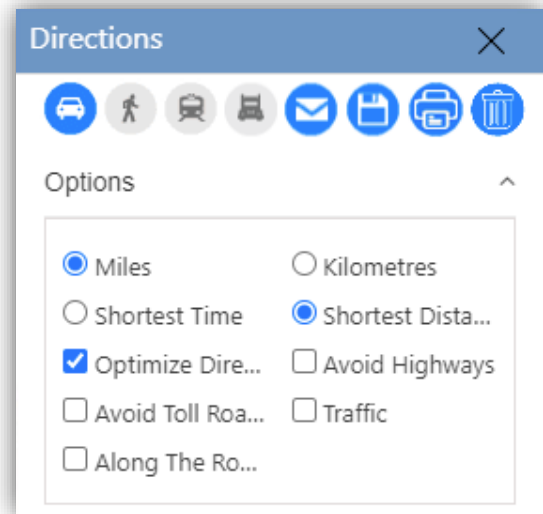 Directions
Options
Miles Kilometres
Shortest Time Shortest Dista...
Optimize Dire... Avoid Highways
Avoid Toll Roa... Traffic
Along The Ro...